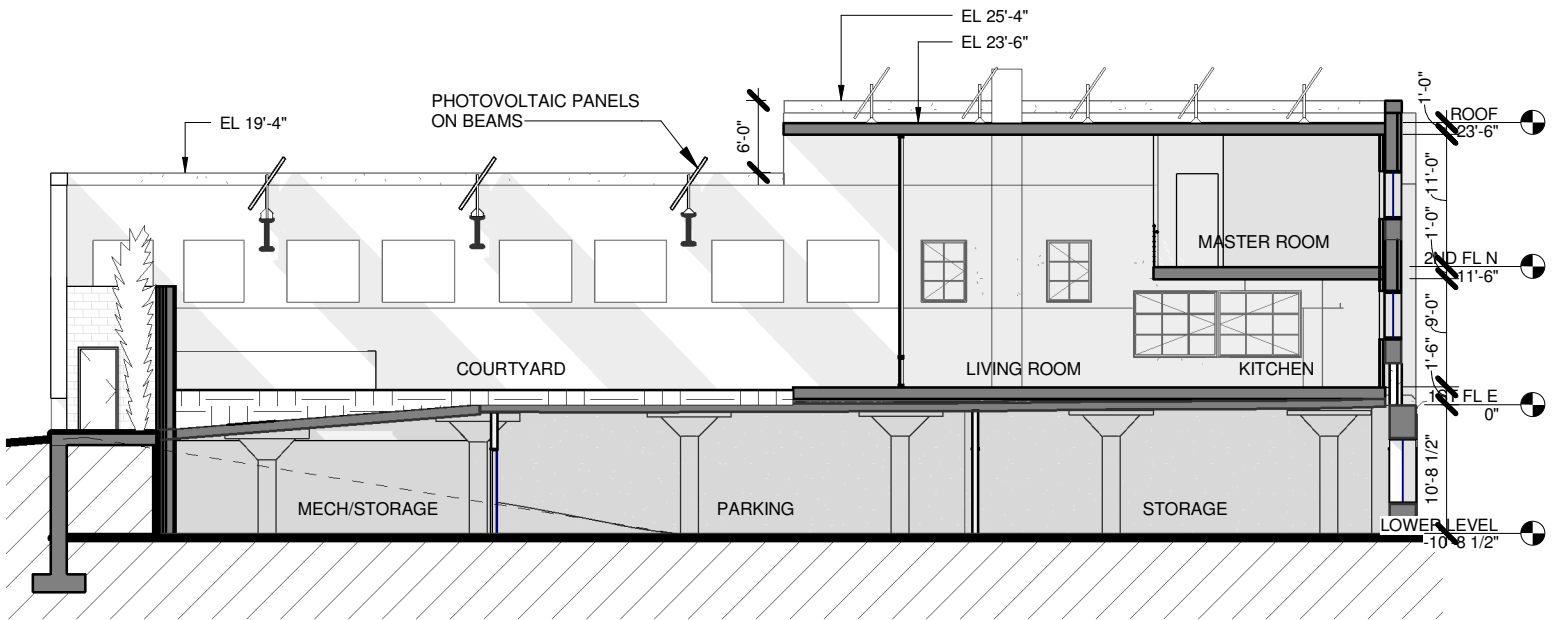 EL 25'-4"
EL 23'-6"
PHOTOVOLTAIC PANELS
ON BEAMS
EL 19'-4"
6'-0"
1'-0"
ROOF
23'-6"
11'-0"
1'-0"
MASTER ROOM
2ND FL N
11'-6"
9'-0"
1'-6"
COURTYARD
LIVING ROOM
KITCHEN
1ST FL E
0"
10'-8 1/2"
MECH/STORAGE
PARKING
STORAGE
LOWER LEVEL
-10'-8 1/2"